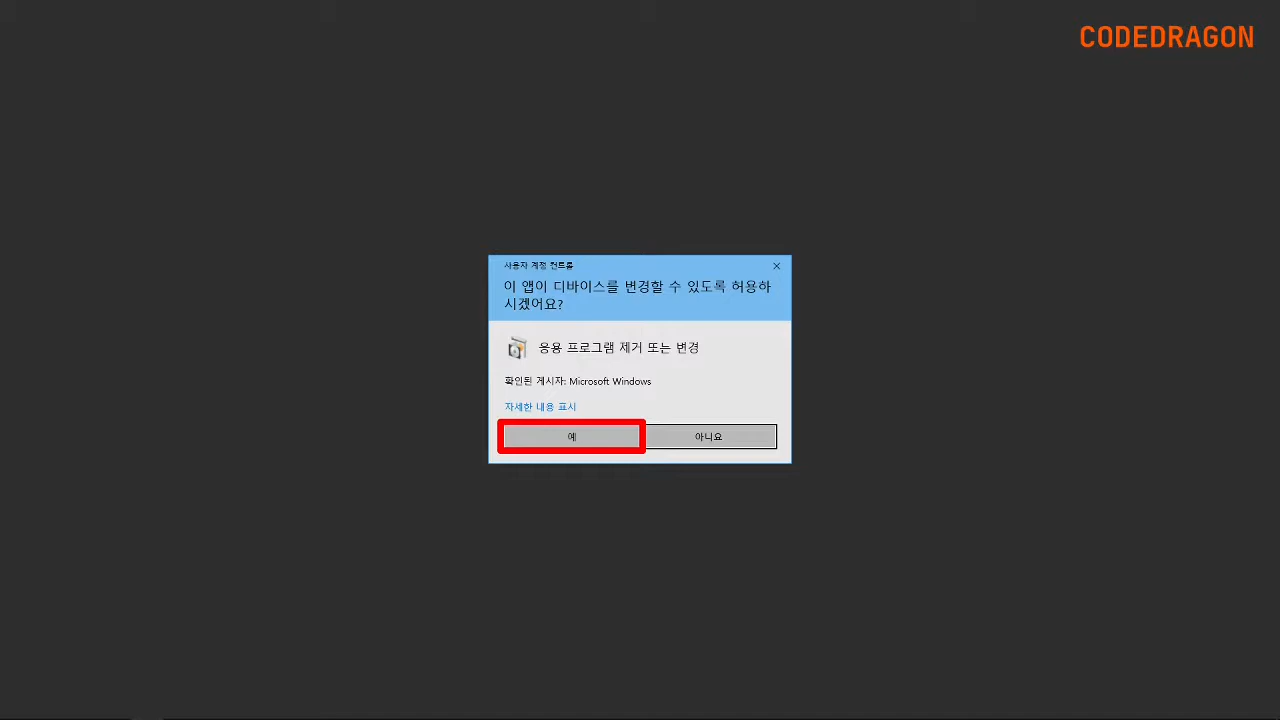 CODEDRAGON
사용자 계정 컨트롤
이 앱이 디바이스를 변경할 수 있도록 허용하
시겠어요?
응용 프로그램 제거 또는 변경
확인된 게시자: Microsoft Windows
자세한 내용 표시
예
아니요